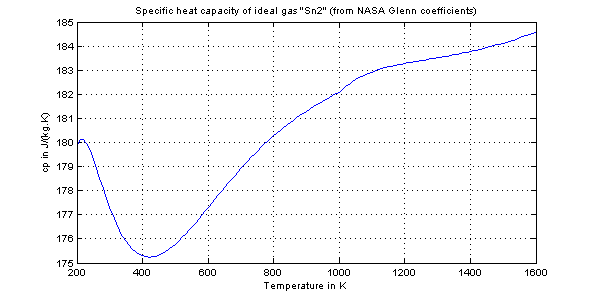 Specific heat capacity of ideal gas "Sn2" (from NASA Glenn coefficients)
185
184
183
182
181
180
179
178
177
176
175
cp in J/(kg.K)
200 400 600 800 1000 1200 1400 1600
Temperature in K